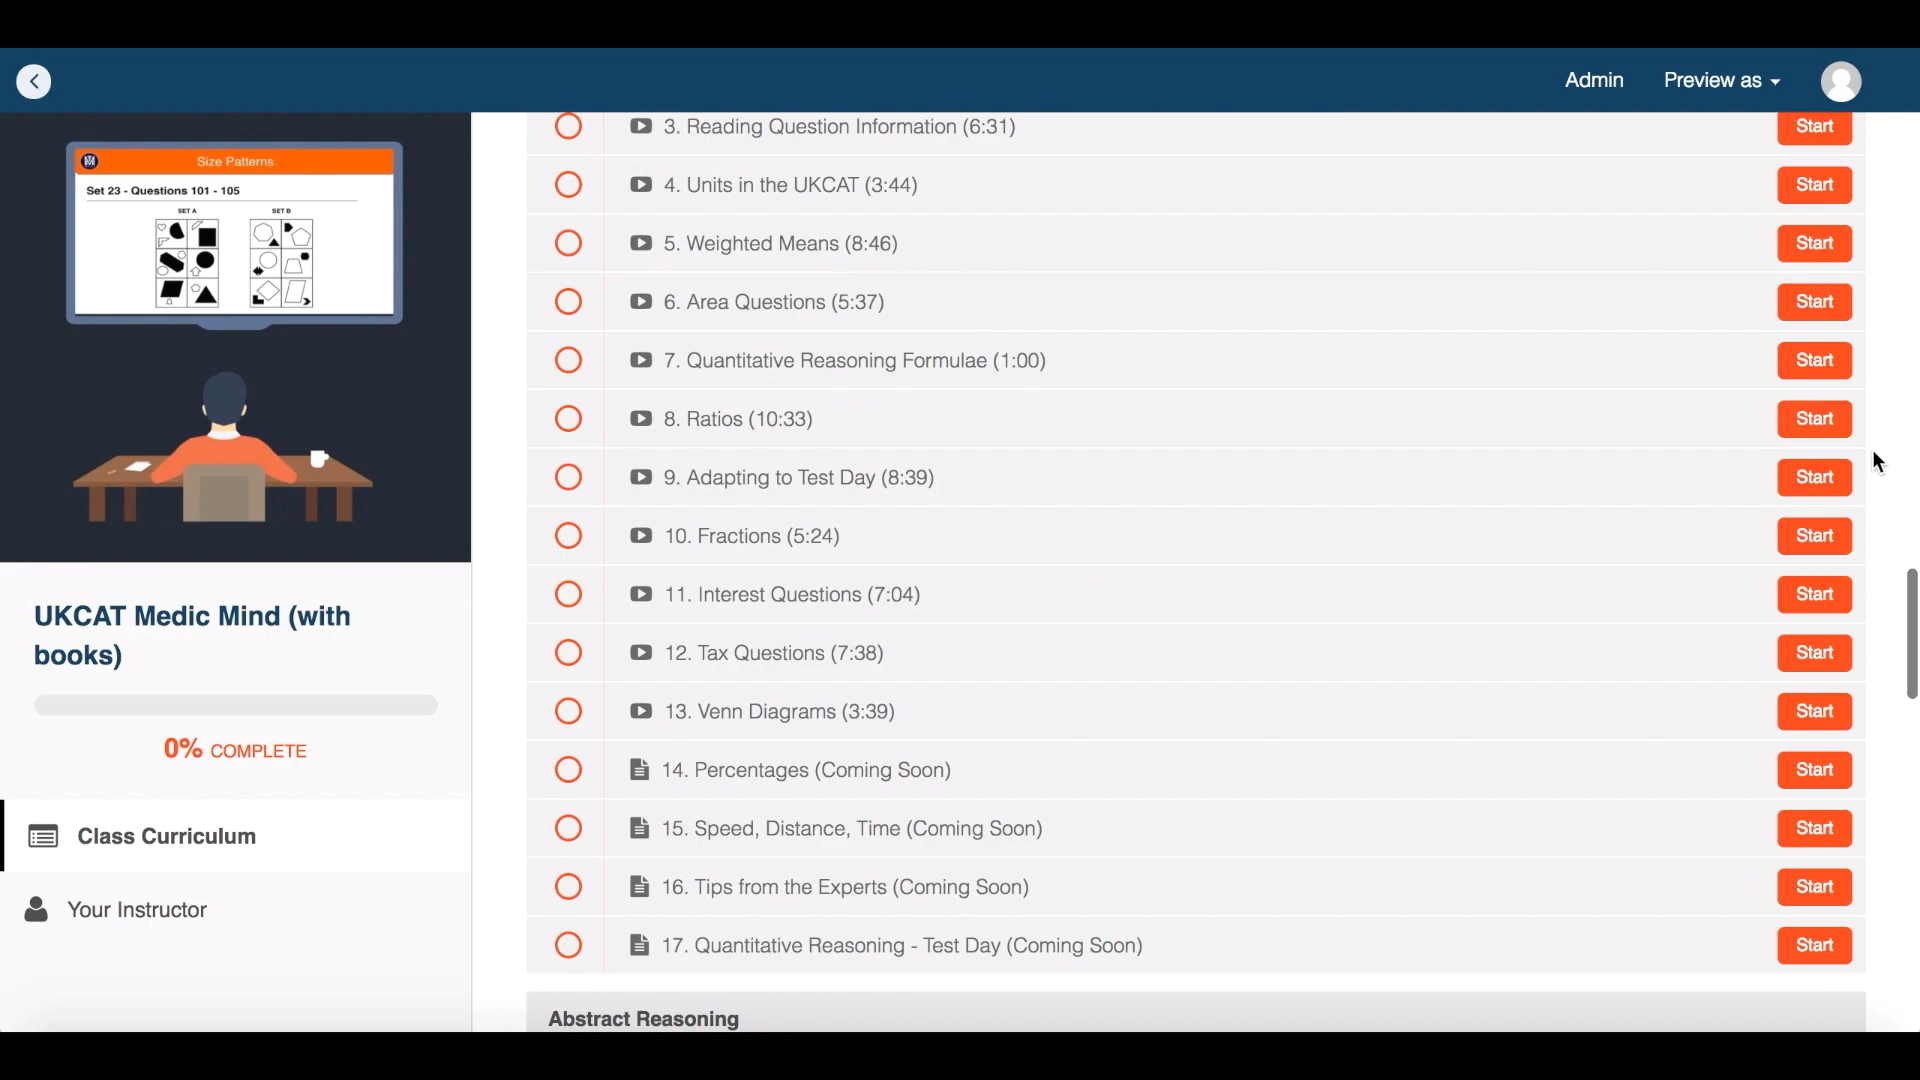 Admin
Preview as
Size Patterns
Set 23 - Questions 101 - 105
SET A
SET B
UKCAT Medic Mind (with
books)
0% COMPLETE
Class Curriculum
Your Instructor
3. Reading Question Information (6:31)
Start
4. Units in the UKCAT (3:44)
Start
5. Weighted Means (8:46)
Start
6. Area Questions (5:37)
Start
7. Quantitative Reasoning Formulae (1:00)
Start
8. Ratios (10:33)
Start
9. Adapting to Test Day (8:39)
Start
10. Fractions (5:24)
Start
11. Interest Questions (7:04)
Start
12. Tax Questions (7:38)
Start
13. Venn Diagrams (3:39)
Start
14. Percentages (Coming Soon)
Start
15. Speed, Distance, Time (Coming Soon)
Start
16. Tips from the Experts (Coming Soon)
Start
17. Quantitative Reasoning - Test Day (Coming Soon)
Start
Abstract Reasoning